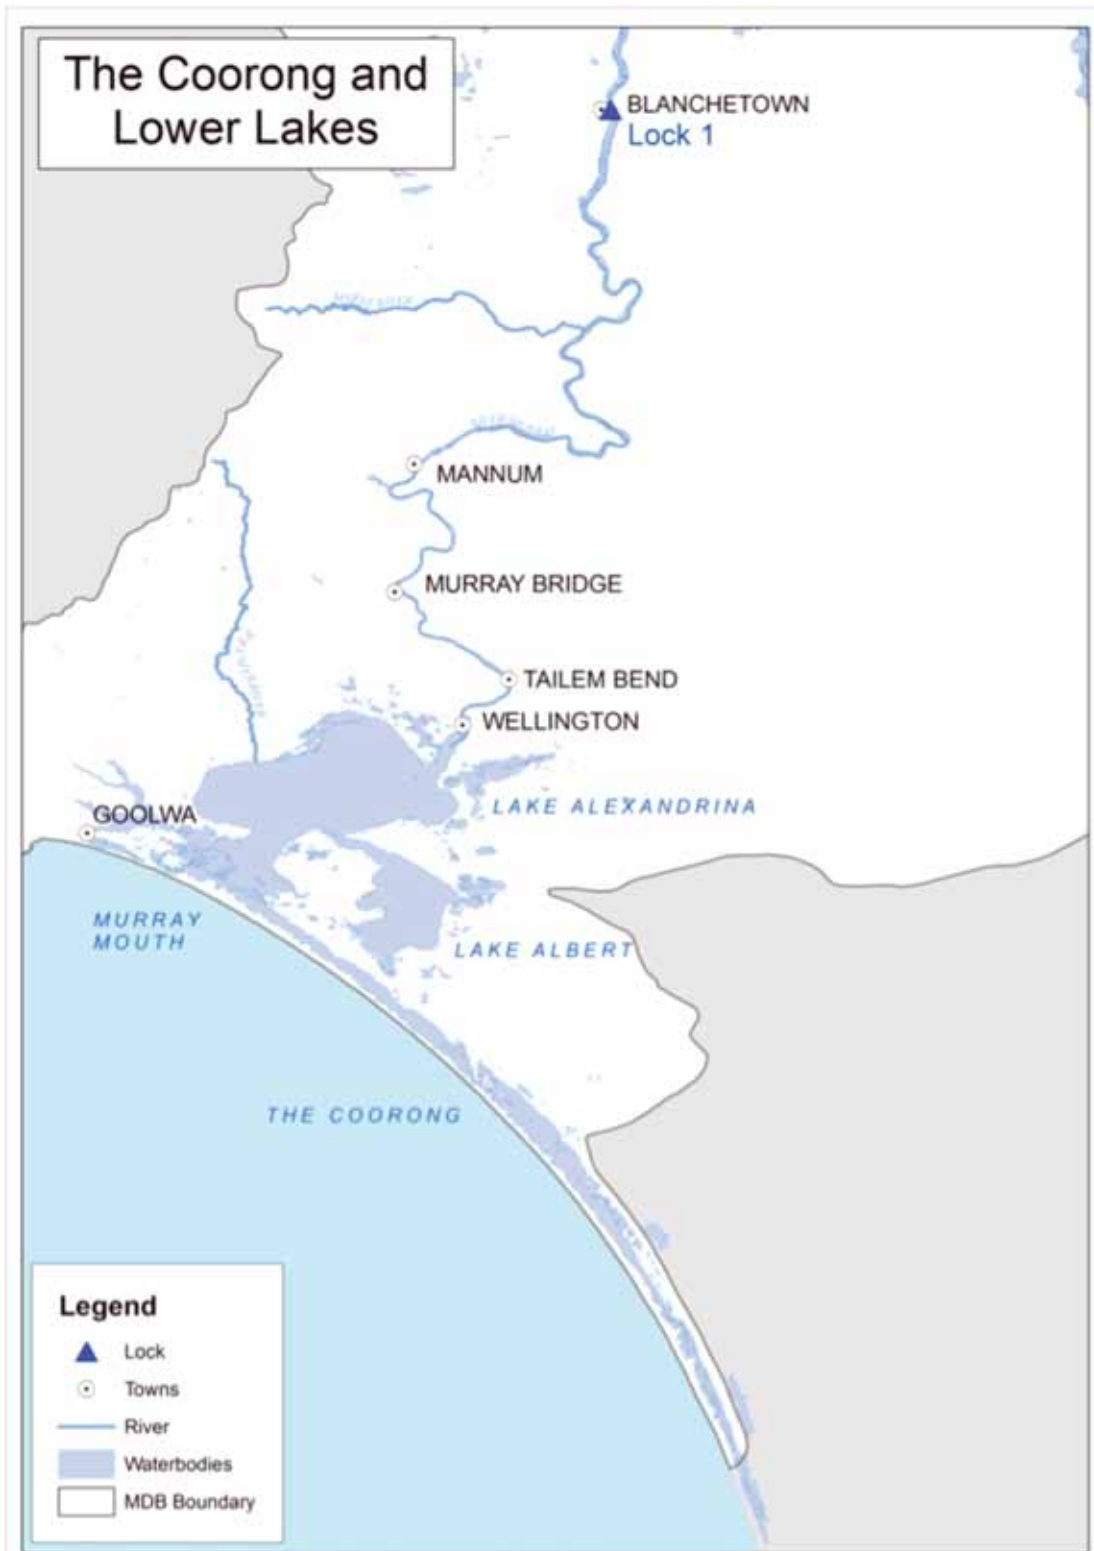 The Coorong and
Lower Lakes
BLANCHETOWN
Lock 1
MANNUM
MURRAY BRIDGE
TAILEM BEND
WELLINGTON
LAKE ALEXANDRINA
GOOLWA
MURRAY
MOUTH
LAKE ALBERT
THE COORONG
Legend
Lock
Towns
River
Waterbodies
MDB Boundary